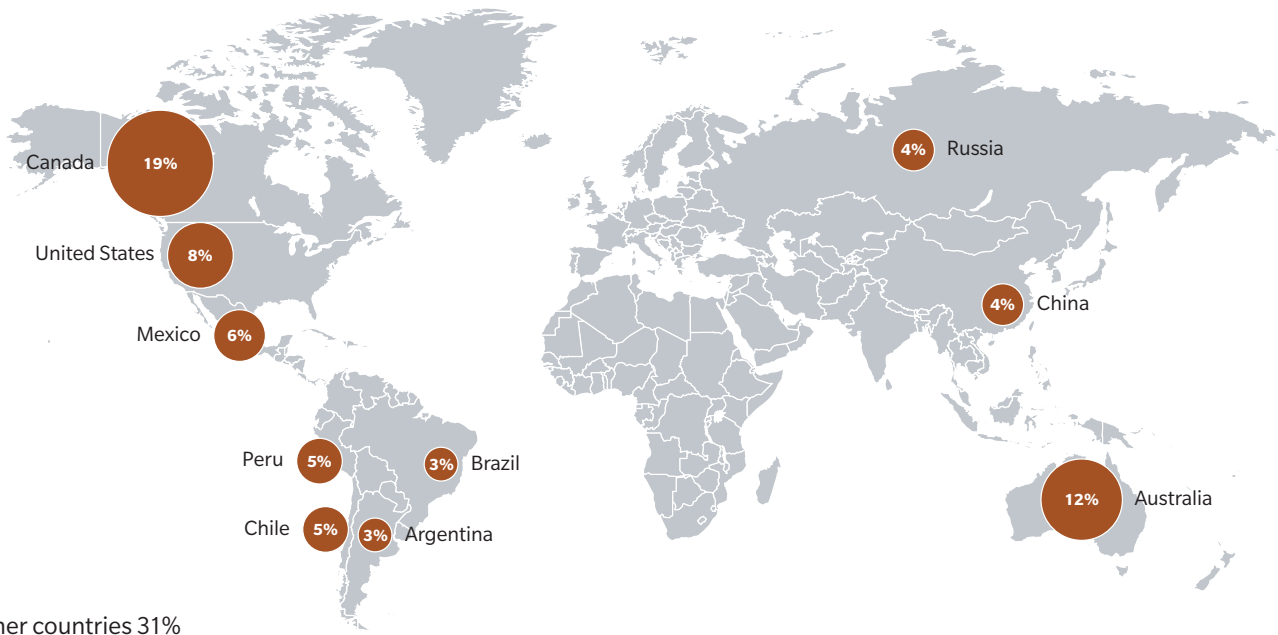 Canada
19%
4%
Russia
United States
8%
4%
China
Mexico
6%
Peru
5%
3%
Brazil
12%
Australia
Chile
5%
3%
Argentina
countries 31%